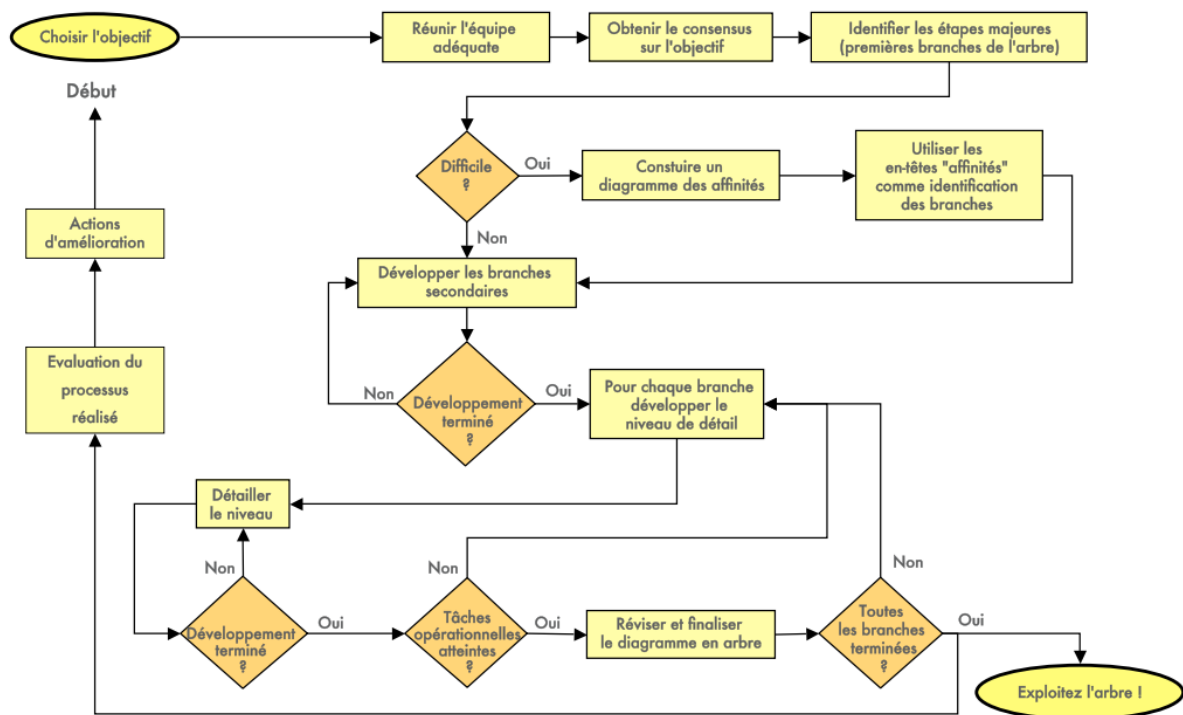 Choisir l'objectif
Réunir l'équipe
adéquate
Obtenir le consensus
sur l'objectif
Identifier les étapes majeures
(premières branches de l'arbre)
Début
Difficile
?
Oui
Constuire un
diagramme des affinités
Utiliser les
en-têtes "affinités"
comme identification
des branches
Non
Actions
d'amélioration
Développer les branches
secondaires
Evaluation du
processus
réalisé
Non
Développement
terminé
?
Oui
Pour chaque branche
développer le
niveau de détail
Détailler
le niveau
Non
Développement
terminé
?
Oui
Non
Tâches
opérationnelles
atteintes
?
Oui
Réviser et finaliser
le diagramme en arbre
Non
Toutes
les branches
terminées
?
Oui
Exploitez l'arbre !